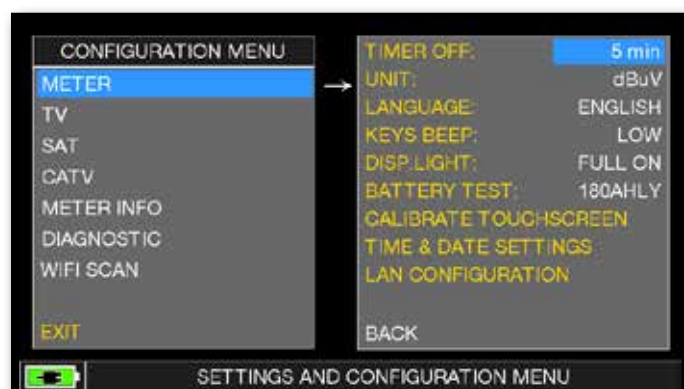 CONFIGURATION MENU
METER
TV
SAT
CATV
METER INFO
DIAGNOSTIC
WIFI SCAN
EXIT
→
TIMER OFF: 5 min
UNIT: dBuV
LANGUAGE: ENGLISH
KEYS BEEP: LOW
DISP.LIGHT: FULL ON
BATTERY TEST: 180AHLY
CALIBRATE TOUCHSCREEN
TIME & DATE SETTINGS
LAN CONFIGURATION
BACK
SETTINGS AND CONFIGURATION MENU